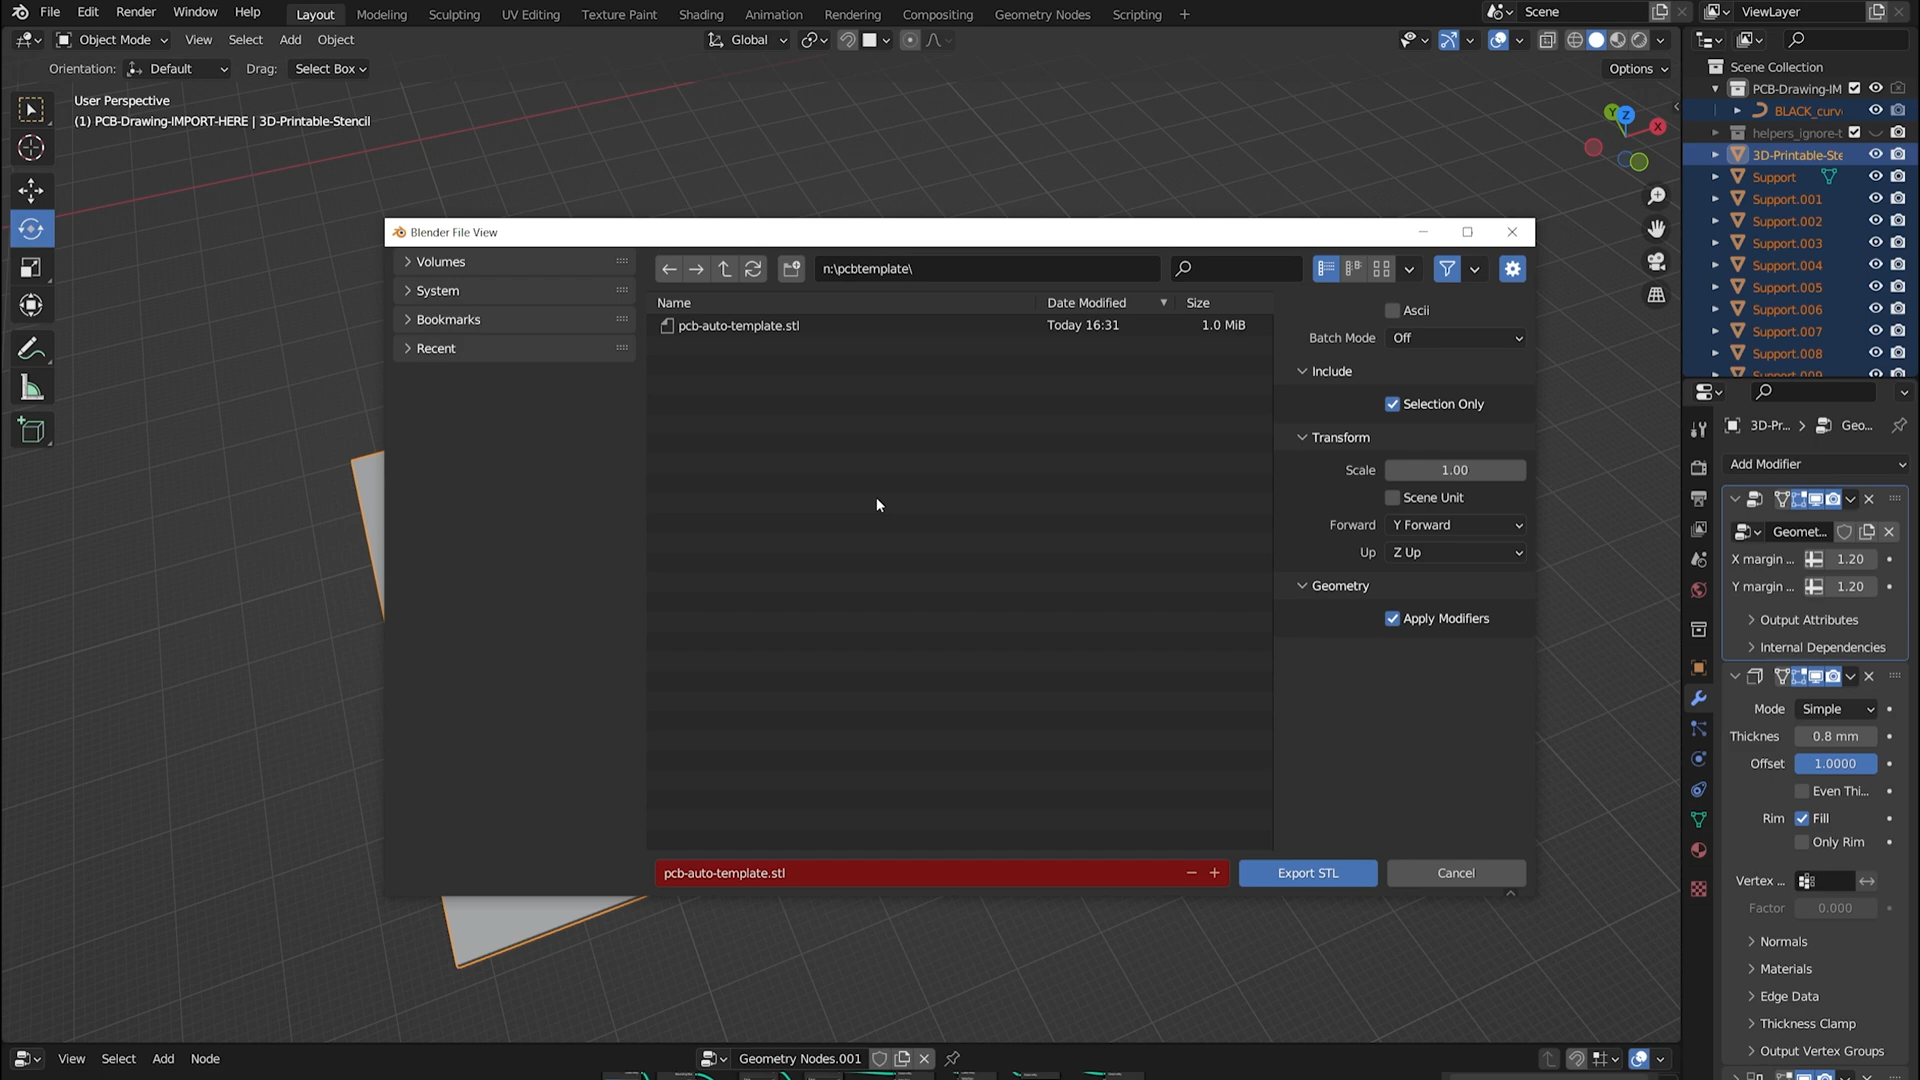 File Edit Render Window Help Layout Modeling Sculpting UV Editing Texture Paint Shading Animation Rendering Compositing Geometry Nodes Scripting + Scene ViewLayer
Object Mode View Select Add Object Global
Orientation: Default Drag: Select Box Options
User Perspective
(1) PCB-Drawing-IMPORT-HERE | 3D-Printable-Stencil
Z
Y
X
Scene Collection
PCB-Drawing-IM
BLACK_curv
helpers_ignore-t
3D-Printable-Ste
Support
Support.001
Support.002
Support.003
Support.004
Support.005
Support.006
Support.007
Support.008
Support.009
Blender File View
Volumes
System
Bookmarks
Recent
n:\pcbtemplate\
Name Date Modified Size
pcb-auto-template.stl Today 16:31 1.0 MiB
Ascii
Batch Mode Off
Include
Selection Only
Transform
Scale 1.00
Scene Unit
Forward Y Forward
Up Z Up
Geometry
Apply Modifiers
pcb-auto-template.stl − + Export STL Cancel
3D-Pr... > Geo...
Add Modifier
Geomet...
X margin ... 1.20
Y margin ... 1.20
Output Attributes
Internal Dependencies
Mode Simple
Thicknes 0.8 mm
Offset 1.0000
Even Thi...
Rim Fill
Only Rim
Vertex ...
Factor 0.000
Normals
Materials
Edge Data
Thickness Clamp
Output Vertex Groups
View Select Add Node Geometry Nodes.001